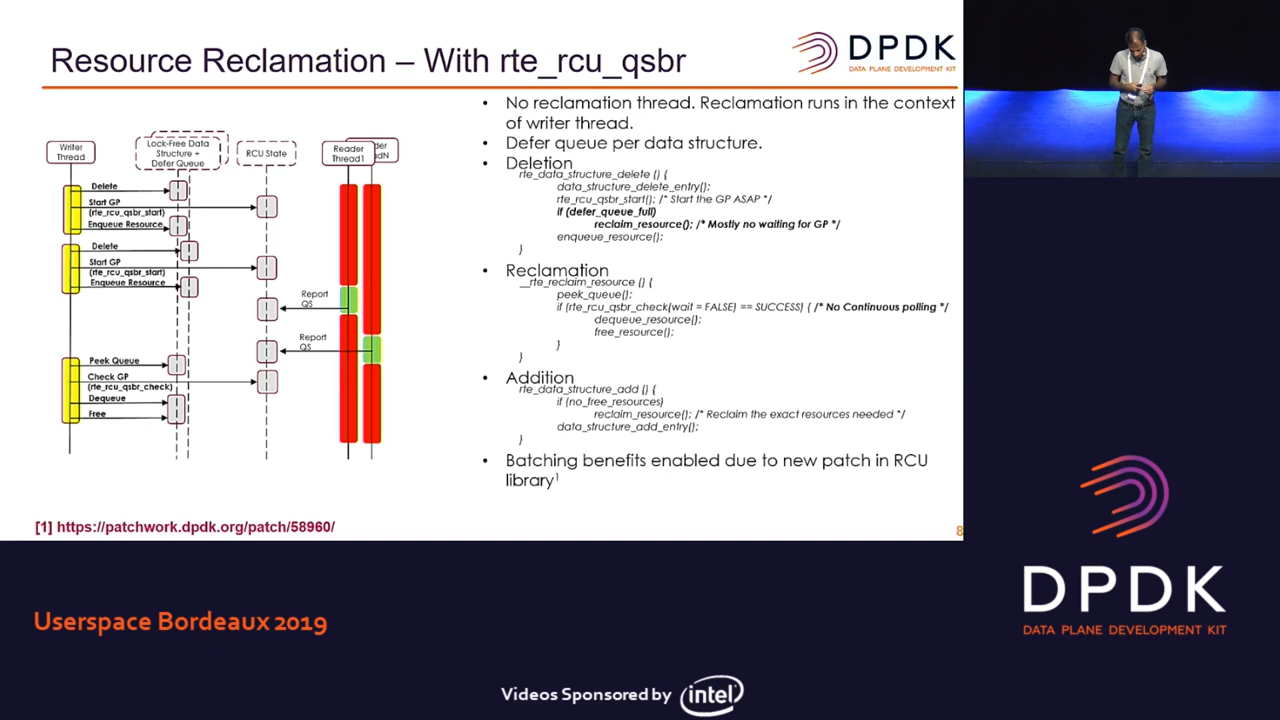 Resource Reclamation – With rte_rcu_qsbr
DPDK
DATA PLANE DEVELOPMENT KIT
Writer
Thread
Lock-Free Data
Structure +
Defer Queue
RCU State
Reader
Thread1
der
adN
Delete
Start GP
(rte_rcu_qsbr_start)
Enqueue Resource
Delete
Start GP
(rte_rcu_qsbr_start)
Enqueue Resource
Report
QS
Report
QS
Peek Queue
Check GP
(rte_rcu_qsbr_check)
Dequeue
Free
• No reclamation thread. Reclamation runs in the context
of writer thread.
• Defer queue per data structure.
• Deletion
rte_data_structure_delete () {
data_structure_delete_entry();
rte_rcu_qsbr_start(); /* Start the GP ASAP */
if (defer_queue_full)
reclaim_resource(); /* Mostly no waiting for GP */
enqueue_resource();
}
• Reclamation
__rte_reclaim_resource () {
peek_queue();
if (rte_rcu_qsbr_check(wait = FALSE) == SUCCESS) { /* No Continuous polling */
dequeue_resource();
free_resource();
}
}
• Addition
rte_data_structure_add () {
if (no_free_resources)
reclaim_resource(); /* Reclaim the exact resources needed */
data_structure_add_entry();
}
• Batching benefits enabled due to new patch in RCU
library¹
[1] https://patchwork.dpdk.org/patch/58960/
8
DPDK
DATA PLANE DEVELOPMENT KIT
Userspace Bordeaux 2019
Videos Sponsored by intel